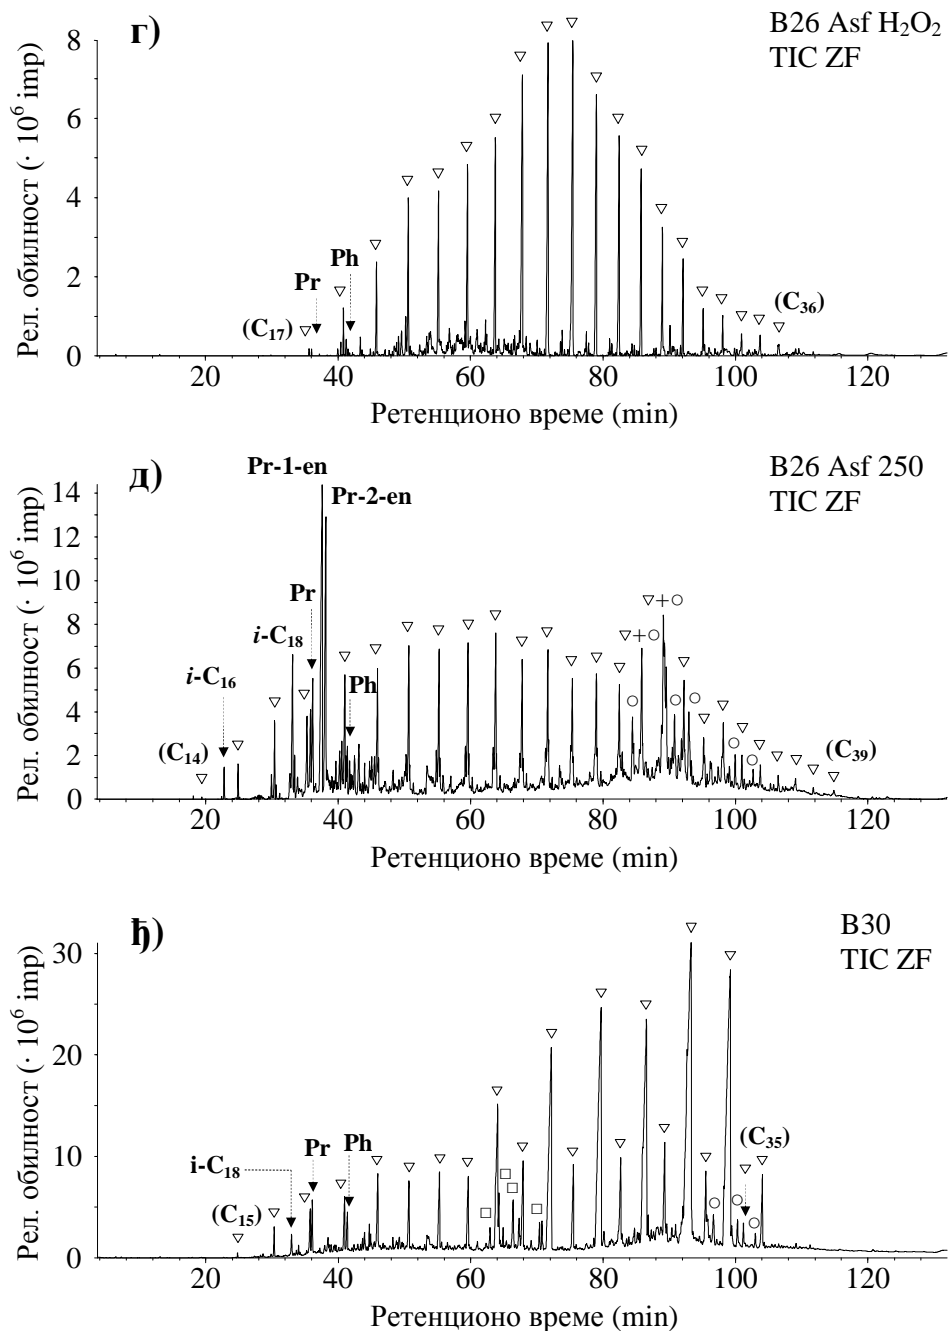 г)
B26 Asf H₂O₂
TIC ZF
Рел. обилност (· 10⁶ imp)
8
6
4
2
0
(C₁₇)
Pr
Ph
(C₃₆)
20 40 60 80 100 120
Ретенционо време (min)
д)
B26 Asf 250
TIC ZF
Рел. обилност (· 10⁶ imp)
14
12
10
8
6
4
2
0
Pr-1-en
Pr-2-en
Pr
i-C₁₈
i-C₁₆
Ph
(C₁₄)
(C₃₉)
20 40 60 80 100 120
Ретенционо време (min)
ђ)
B30
TIC ZF
Рел. обилност (· 10⁶ imp)
30
20
10
0
i-C₁₈
Pr
Ph
(C₁₅)
(C₃₅)
20 40 60 80 100 120
Ретенционо време (min)